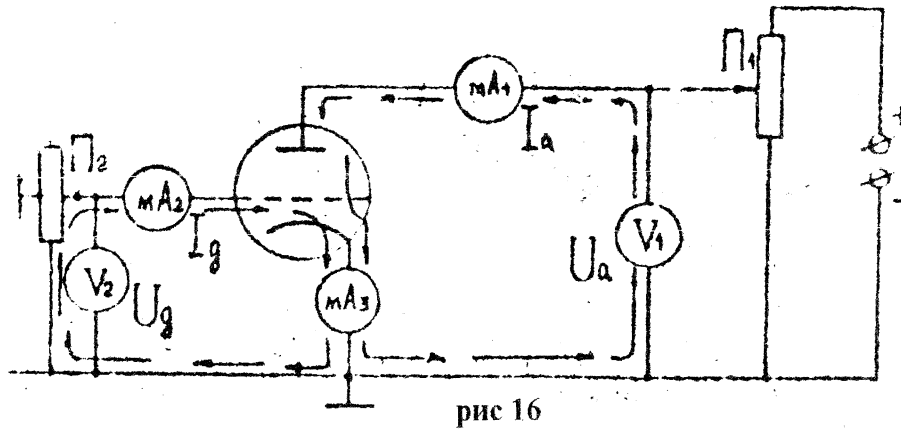 П₁
mA₁
+
Iₐ
П₂
mA₂
Ig
V₁
Uₐ
-
V₂
Ug
mA₃
рис 16